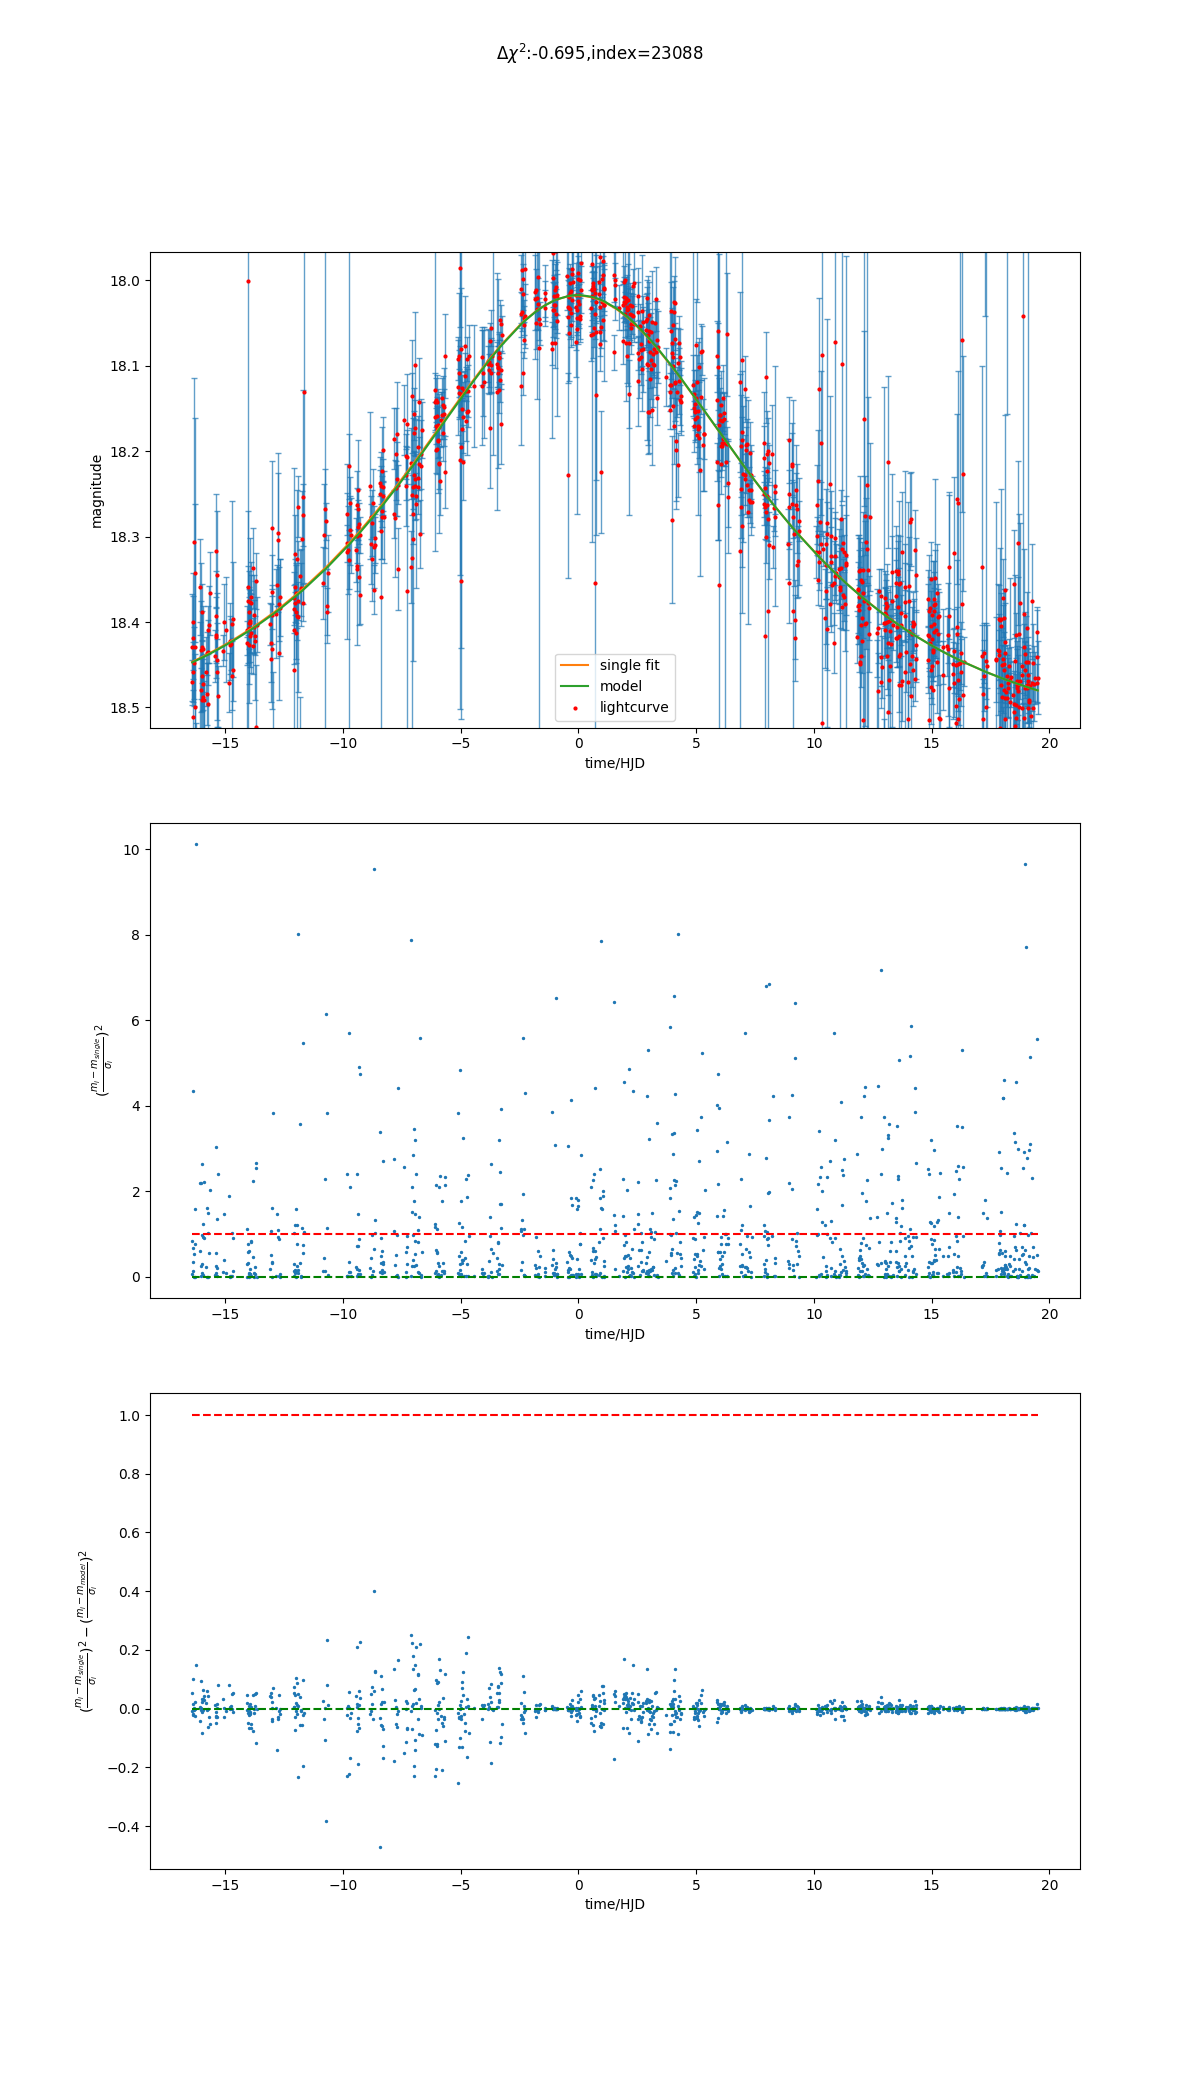 Δχ²:-0.695,index=23088
18.0
18.1
18.2
18.3
18.4
18.5
magnitude
single fit
model
lightcurve
−15 −10 −5 0 5 10 15 20
time/HJD
10
8
6
4
2
0
((m_i − m_single)/σ_i)²
−15 −10 −5 0 5 10 15 20
time/HJD
1.0
0.8
0.6
0.4
0.2
0.0
−0.2
−0.4
((m_i − m_single)/σ_i)² − ((m_i − m_model)/σ_i)²
−15 −10 −5 0 5 10 15 20
time/HJD